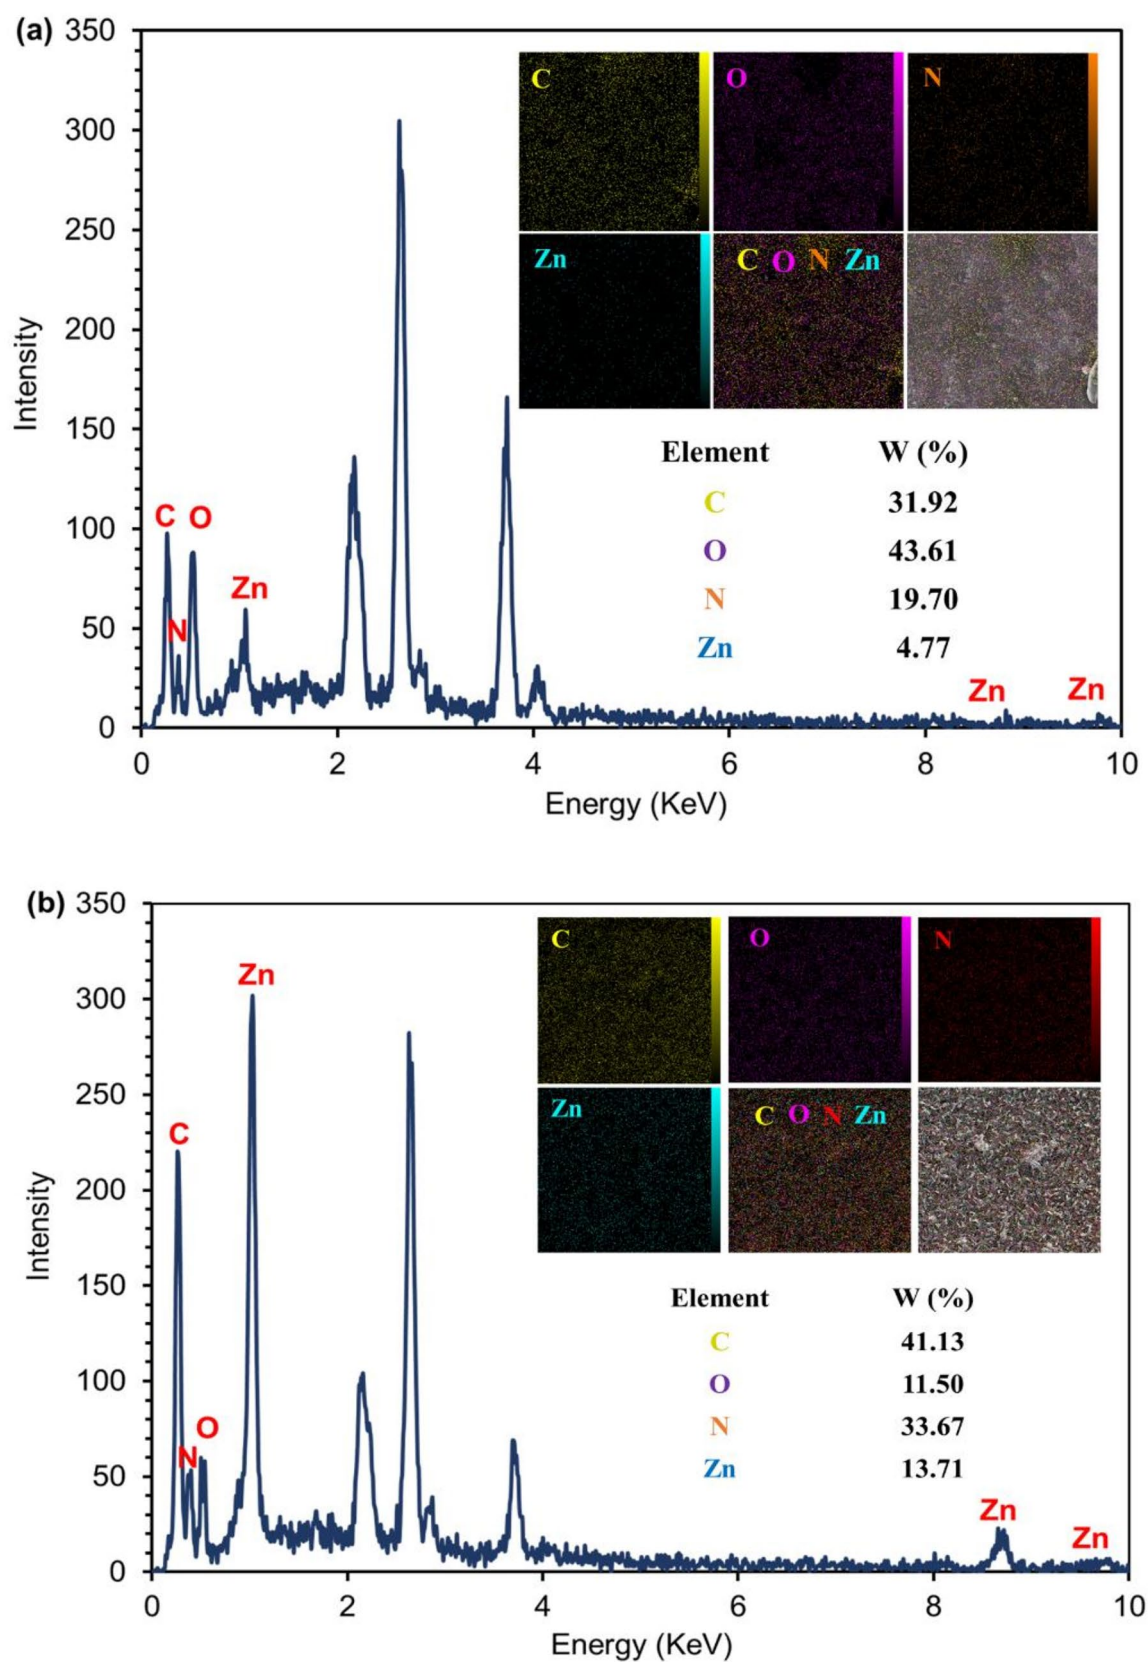 (a)
350
300
250
200
150
100
50
0
Intensity
C O N
Zn C O N Zn
Element W (%)
C 31.92
O 43.61
N 19.70
Zn 4.77
C O
N
Zn
Zn Zn
0 2 4 6 8 10
Energy (KeV)
(b)
350
300
250
200
150
100
50
0
Intensity
C O N
Zn C O N Zn
Element W (%)
C 41.13
O 11.50
N 33.67
Zn 13.71
Zn
C
O
N
Zn
Zn
0 2 4 6 8 10
Energy (KeV)